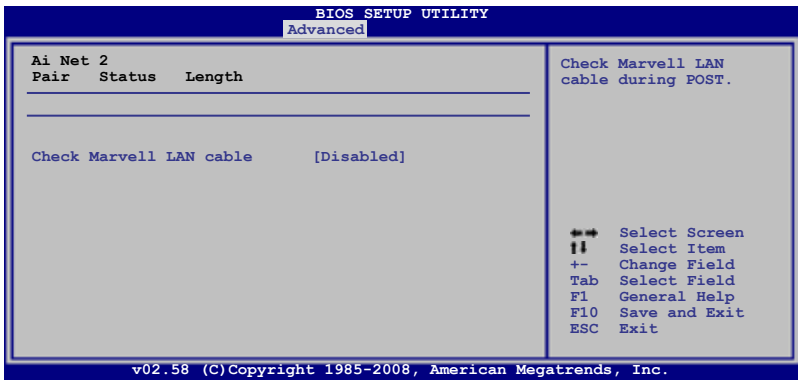 BIOS SETUP UTILITY
Advanced
Ai Net 2
Pair Status Length
Check Marvell LAN cable [Disabled]
Check Marvell LAN
cable during POST.
Select Screen
Select Item
+- Change Field
Tab Select Field
F1 General Help
F10 Save and Exit
ESC Exit
v02.58 (C)Copyright 1985-2008, American Megatrends, Inc.